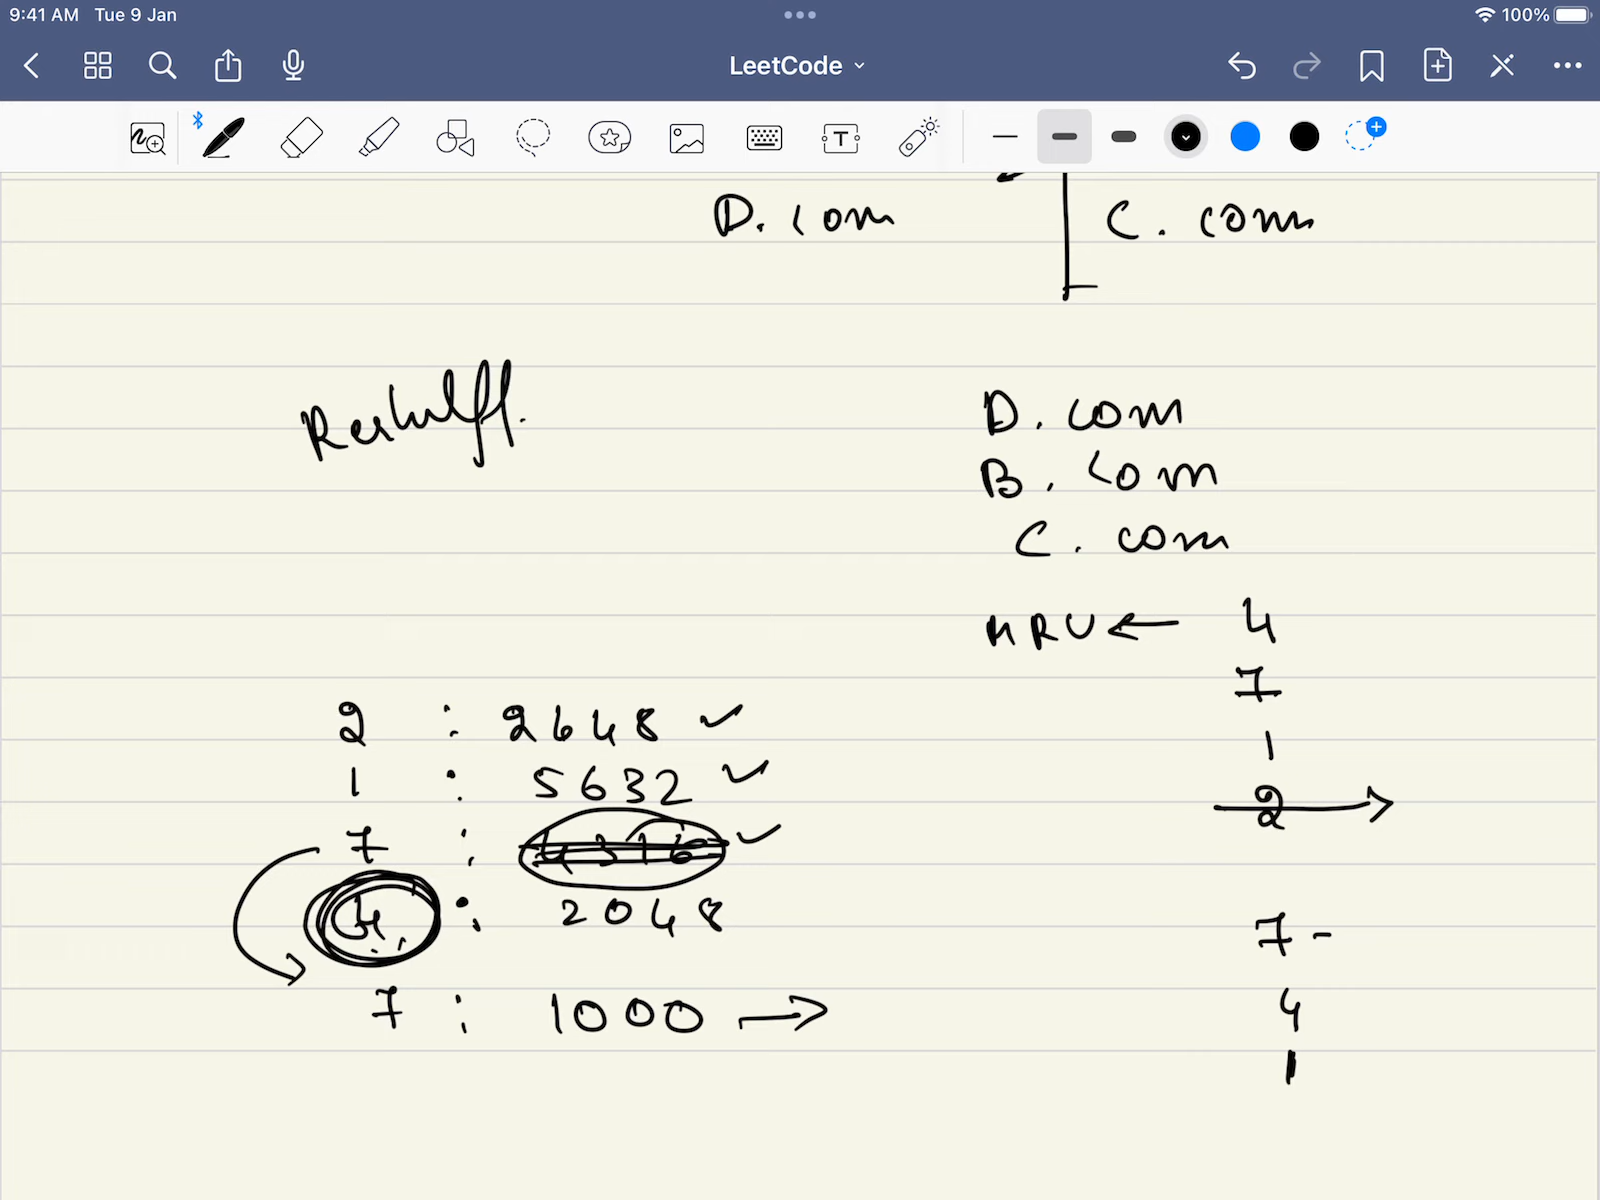 9:41 AM Tue 9 Jan 100%
LeetCode
T
D. com C. com
Reshuff.
D. com
B. com
C. com
MRU ← 4
7
1
2 →
2 : 2648 ✓
1 : 5632 ✓
7 : 4316 ✓
4 : 2048
7 : 1000 →
7 -
4
1